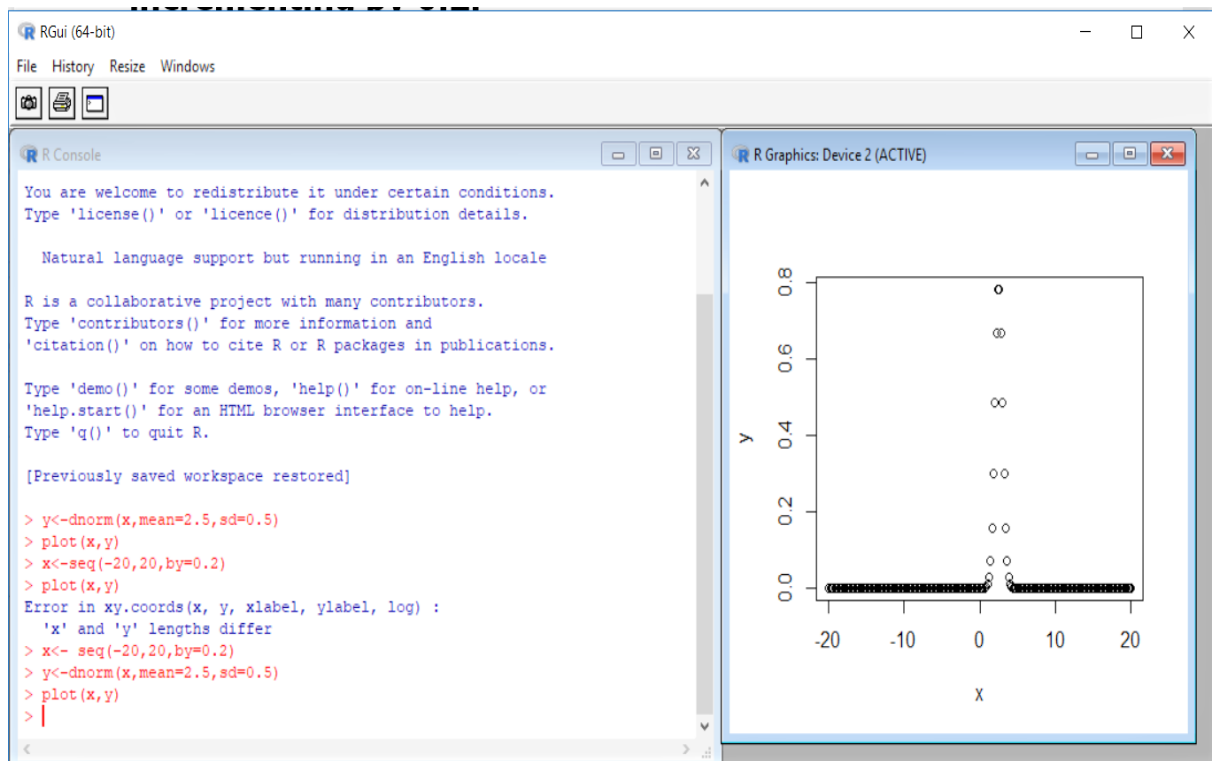 incrementing by 0.2.
RGui (64-bit)
File History Resize Windows
R Console
You are welcome to redistribute it under certain conditions.
Type 'license()' or 'licence()' for distribution details.
Natural language support but running in an English locale
R is a collaborative project with many contributors.
Type 'contributors()' for more information and
'citation()' on how to cite R or R packages in publications.
Type 'demo()' for some demos, 'help()' for on-line help, or
'help.start()' for an HTML browser interface to help.
Type 'q()' to quit R.
[Previously saved workspace restored]
> y<-dnorm(x,mean=2.5,sd=0.5)
> plot(x,y)
> x<-seq(-20,20,by=0.2)
> plot(x,y)
Error in xy.coords(x, y, xlabel, ylabel, log) :
'x' and 'y' lengths differ
> x<- seq(-20,20,by=0.2)
> y<-dnorm(x,mean=2.5,sd=0.5)
> plot(x,y)
>
R Graphics: Device 2 (ACTIVE)
0.8
0.6
0.4
0.2
0.0
y
-20 -10 0 10 20
x